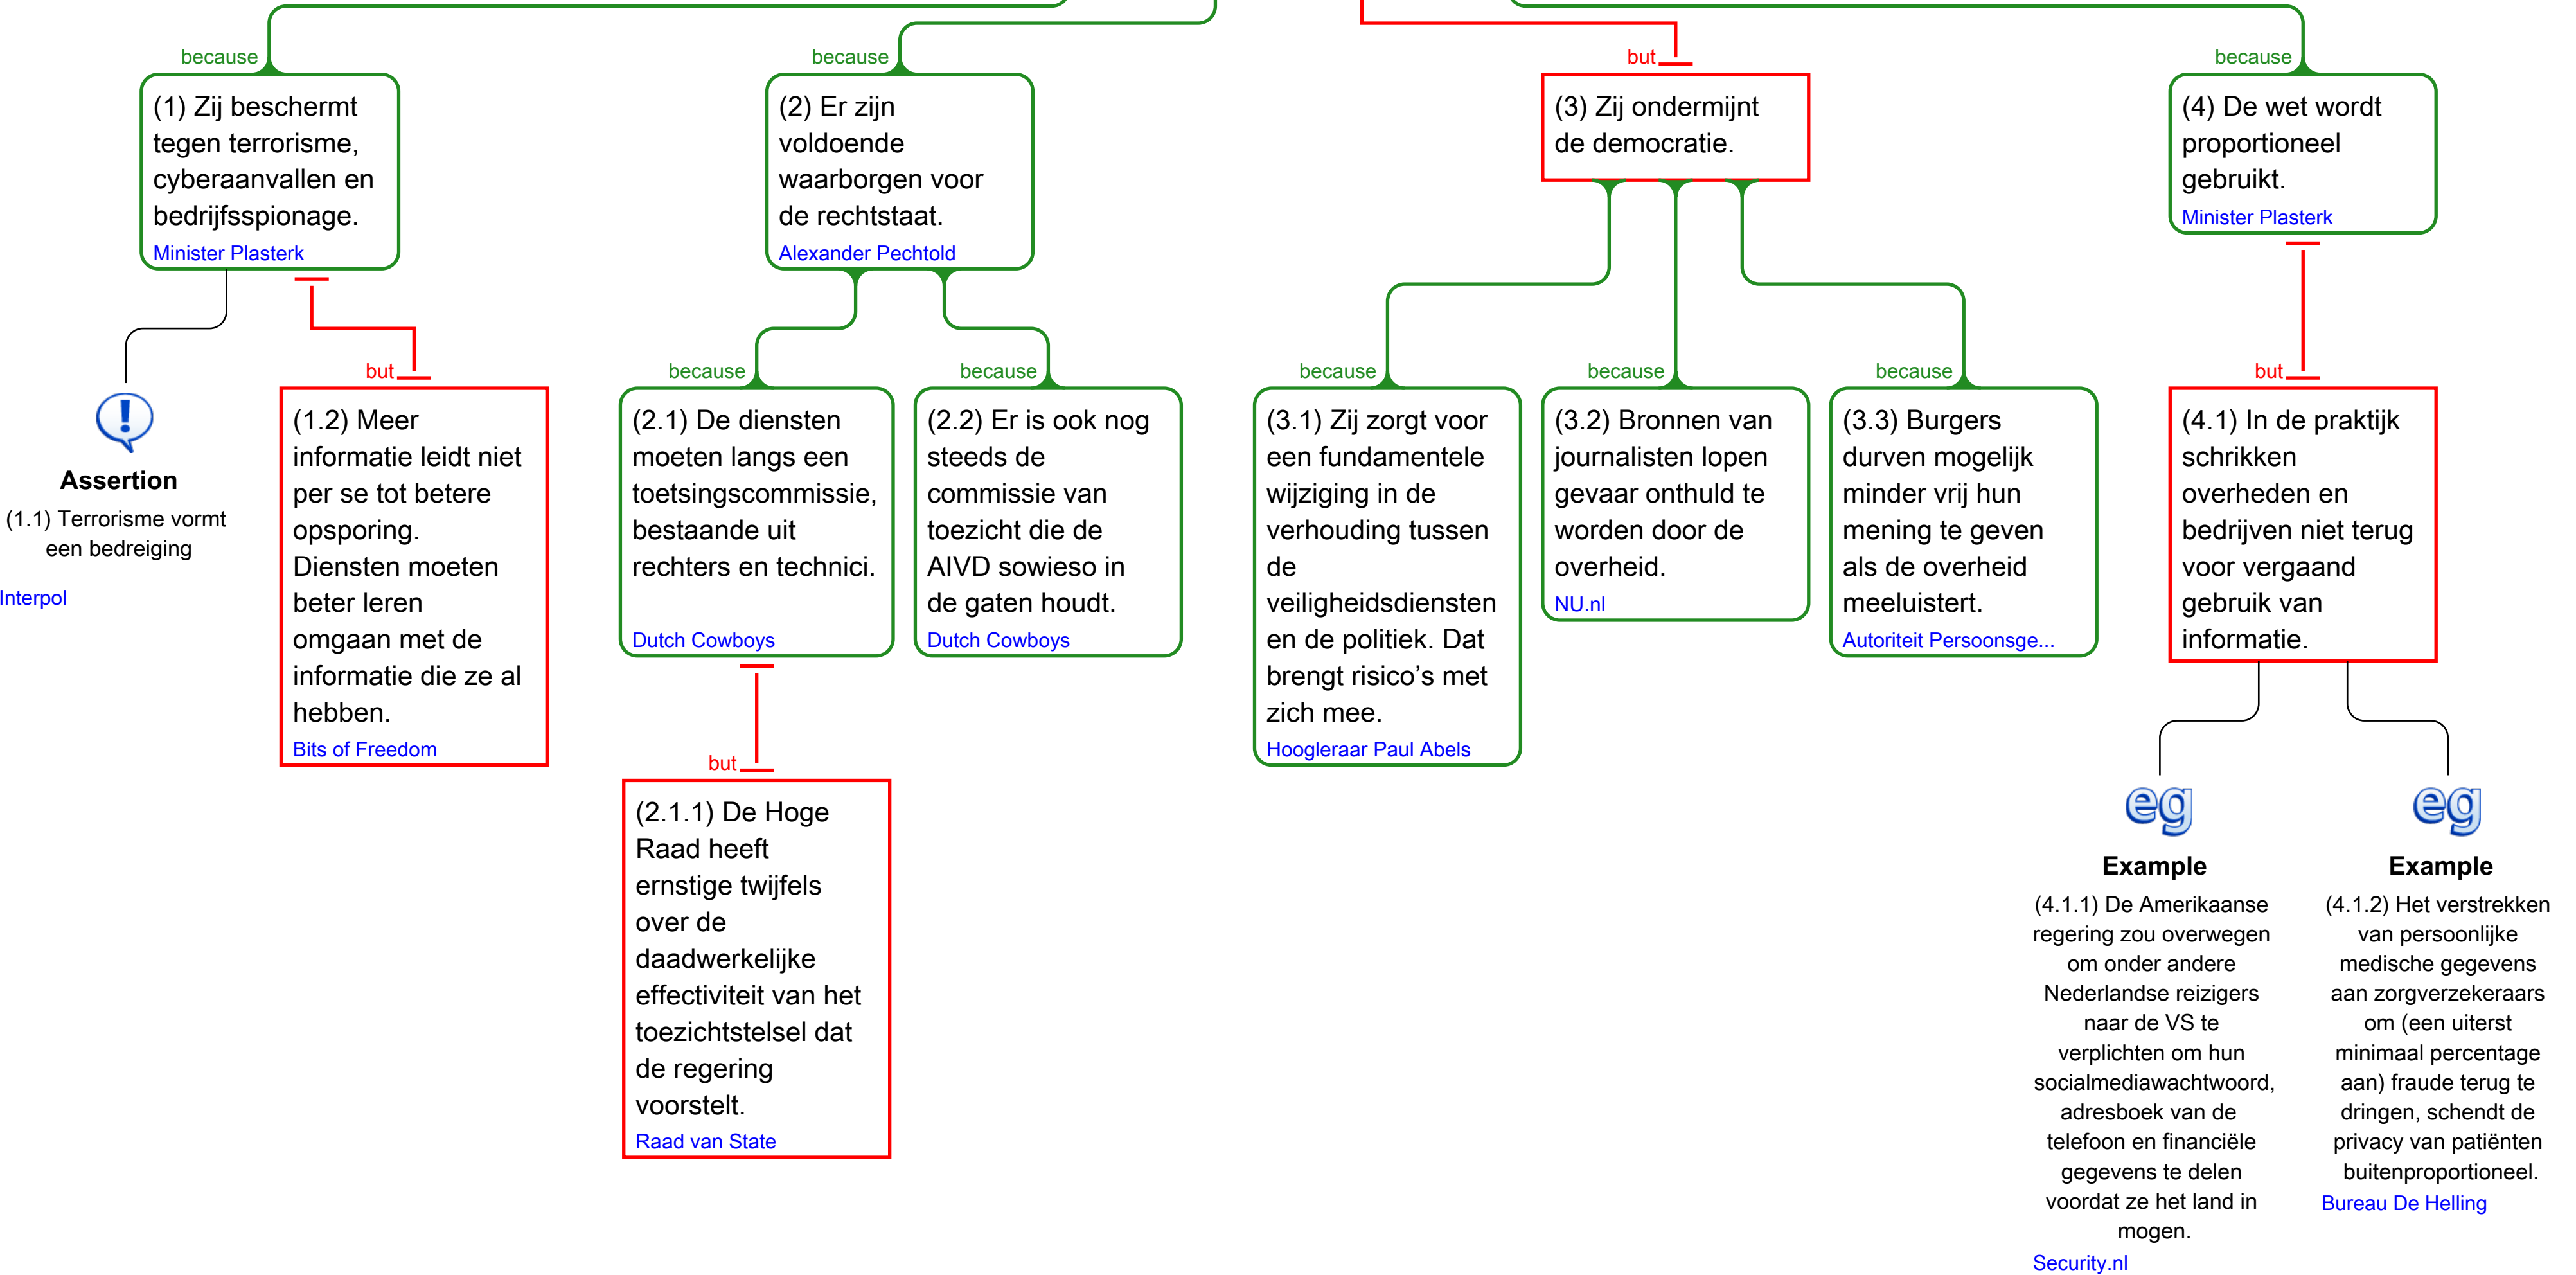 because
(1) Zij beschermt
tegen terrorisme,
cyberaanvallen en
bedrijfsspionage.
Minister Plasterk
Assertion
(1.1) Terrorisme vormt
een bedreiging
Interpol
but
(1.2) Meer
informatie leidt niet
per se tot betere
opsporing.
Diensten moeten
beter leren
omgaan met de
informatie die ze al
hebben.
Bits of Freedom
because
(2) Er zijn
voldoende
waarborgen voor
de rechtstaat.
Alexander Pechtold
because
(2.1) De diensten
moeten langs een
toetsingscommissie,
bestaande uit
rechters en technici.
Dutch Cowboys
but
(2.1.1) De Hoge
Raad heeft
ernstige twijfels
over de
daadwerkelijke
effectiviteit van het
toezichtstelsel dat
de regering
voorstelt.
Raad van State
because
(2.2) Er is ook nog
steeds de
commissie van
toezicht die de
AIVD sowieso in
de gaten houdt.
Dutch Cowboys
but
(3) Zij ondermijnt
de democratie.
because
(3.1) Zij zorgt voor
een fundamentele
wijziging in de
verhouding tussen
de
veiligheidsdiensten
en de politiek. Dat
brengt risico’s met
zich mee.
Hoogleraar Paul Abels
because
(3.2) Bronnen van
journalisten lopen
gevaar onthuld te
worden door de
overheid.
NU.nl
because
(3.3) Burgers
durven mogelijk
minder vrij hun
mening te geven
als de overheid
meeluistert.
Autoriteit Persoonsge...
because
(4) De wet wordt
proportioneel
gebruikt.
Minister Plasterk
but
(4.1) In de praktijk
schrikken
overheden en
bedrijven niet terug
voor vergaand
gebruik van
informatie.
eg
Example
(4.1.1) De Amerikaanse
regering zou overwegen
om onder andere
Nederlandse reizigers
naar de VS te
verplichten om hun
socialmediawachtwoord,
adresboek van de
telefoon en financiële
gegevens te delen
voordat ze het land in
mogen.
Security.nl
eg
Example
(4.1.2) Het verstrekken
van persoonlijke
medische gegevens
aan zorgverzekeraars
om (een uiterst
minimaal percentage
aan) fraude terug te
dringen, schendt de
privacy van patiënten
buitenproportioneel.
Bureau De Helling